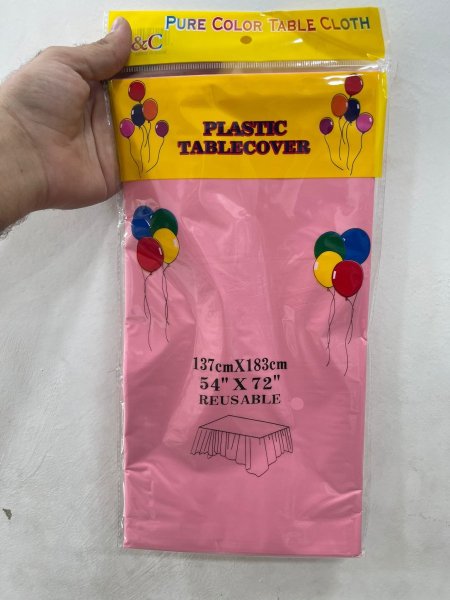 PURE COLOR TABLE CLOTH
&C
PLASTIC
TABLECOVER
137cmX183cm
54" X 72"
REUSABLE